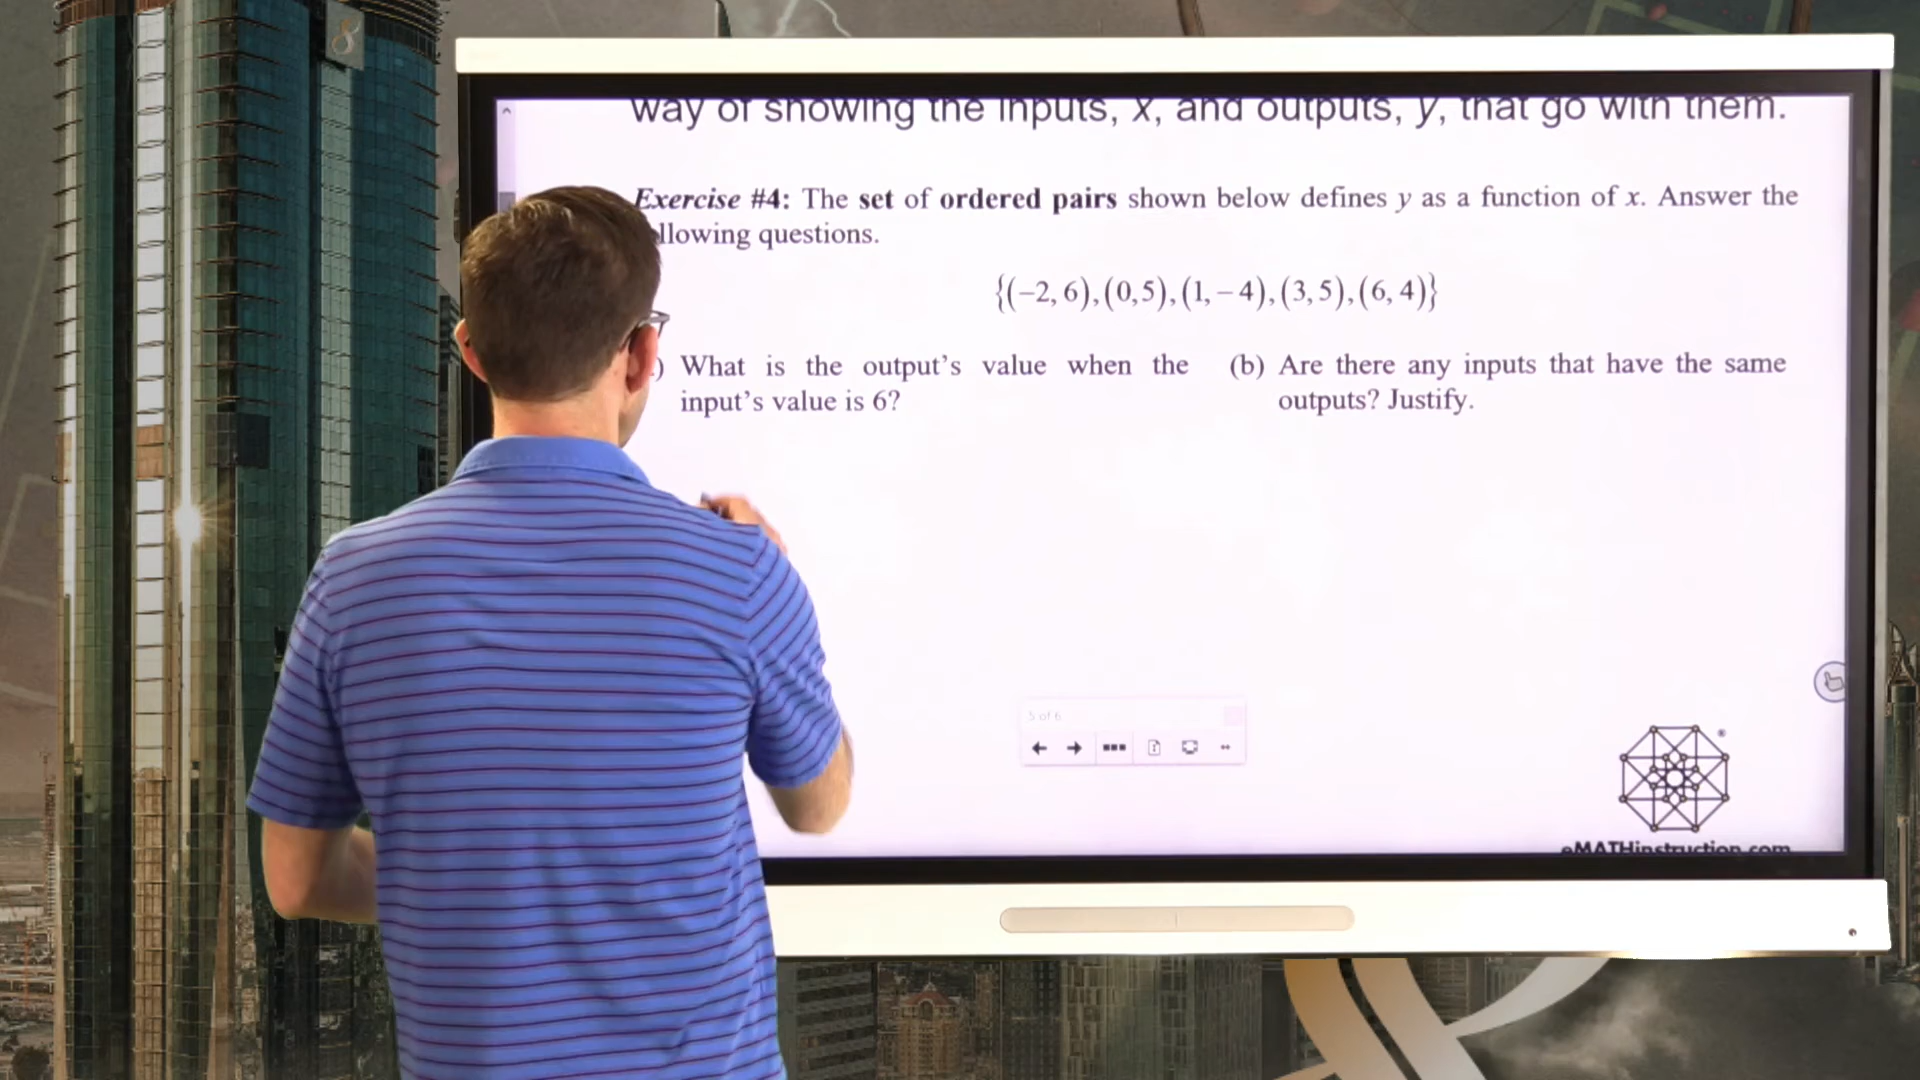 way of showing the inputs, x, and outputs, y, that go with them.
Exercise #4: The set of ordered pairs shown below defines y as a function of x. Answer the
llowing questions.
{(−2, 6), (0,5), (1, − 4), (3, 5), (6, 4)}
) What is the output’s value when the
input’s value is 6?
(b) Are there any inputs that have the same
outputs? Justify.
5 of 6
®
eMATHinstruction.com